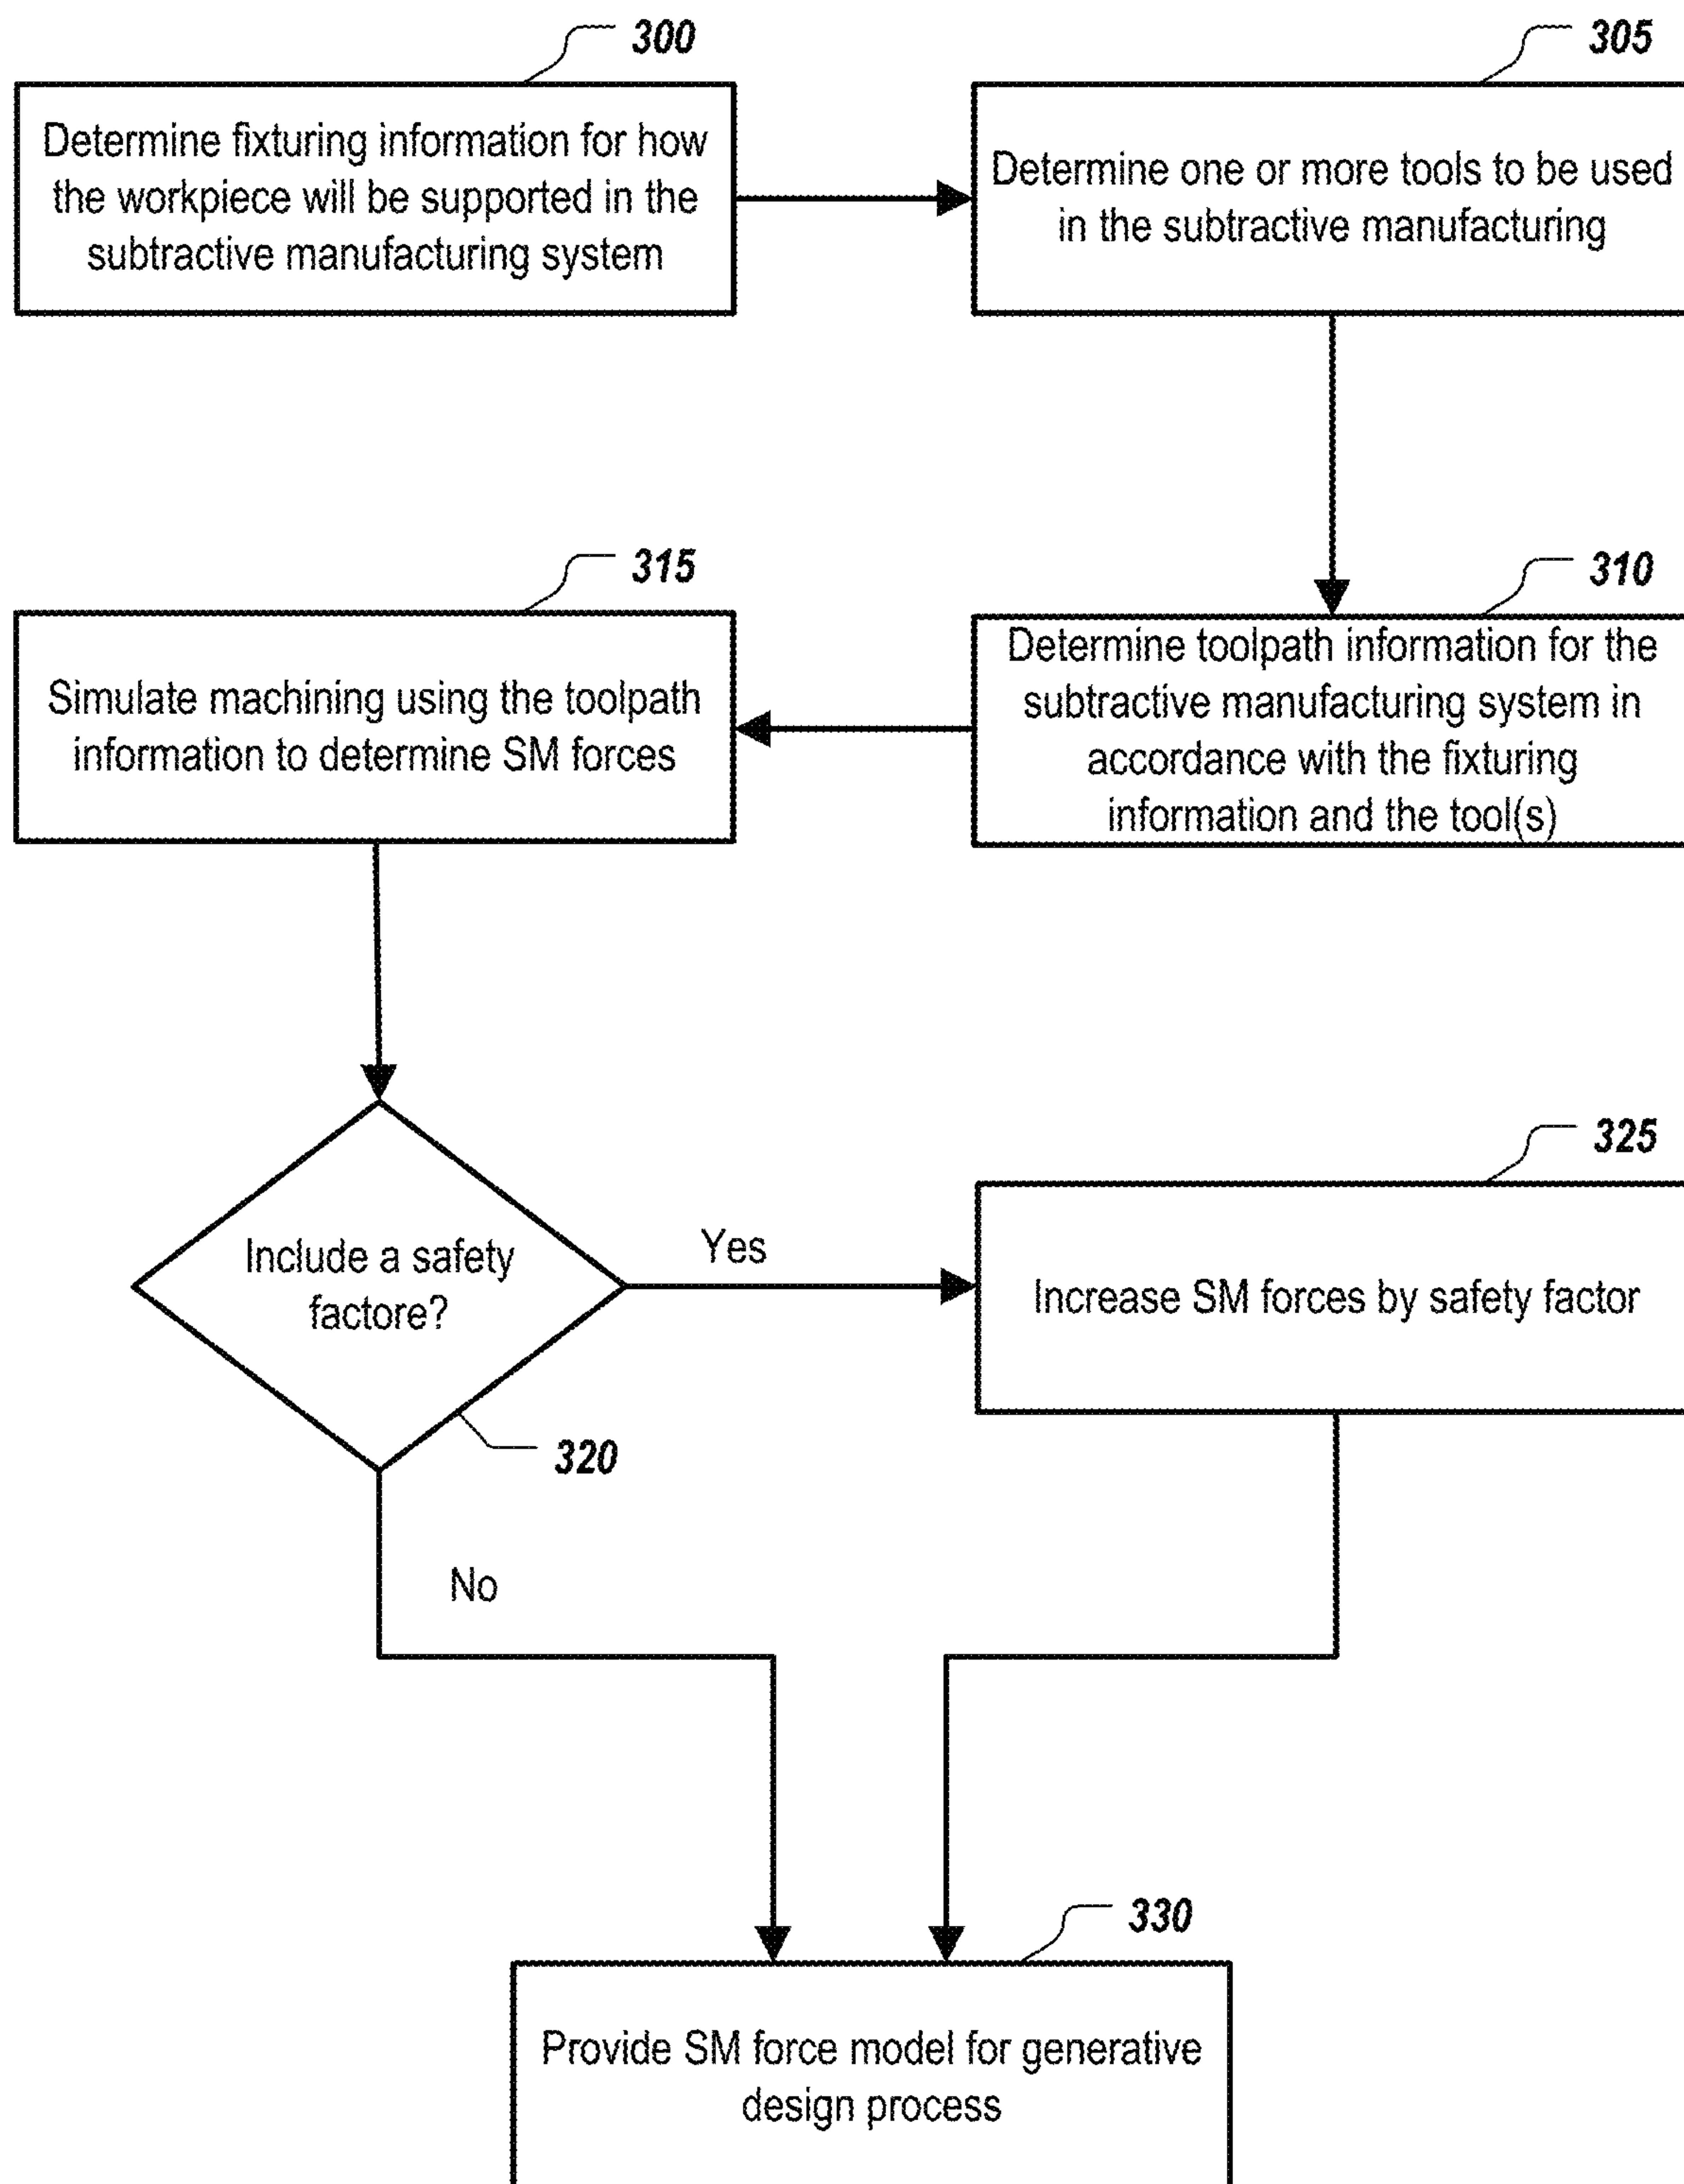 300
Determine fixturing information for how
the workpiece will be supported in the
subtractive manufacturing system
305
Determine one or more tools to be used
in the subtractive manufacturing
310
Determine toolpath information for the
subtractive manufacturing system in
accordance with the fixturing
information and the tool(s)
315
Simulate machining using the toolpath
information to determine SM forces
Include a safety
factore?
320
Yes
325
Increase SM forces by safety factor
No
330
Provide SM force model for generative
design process